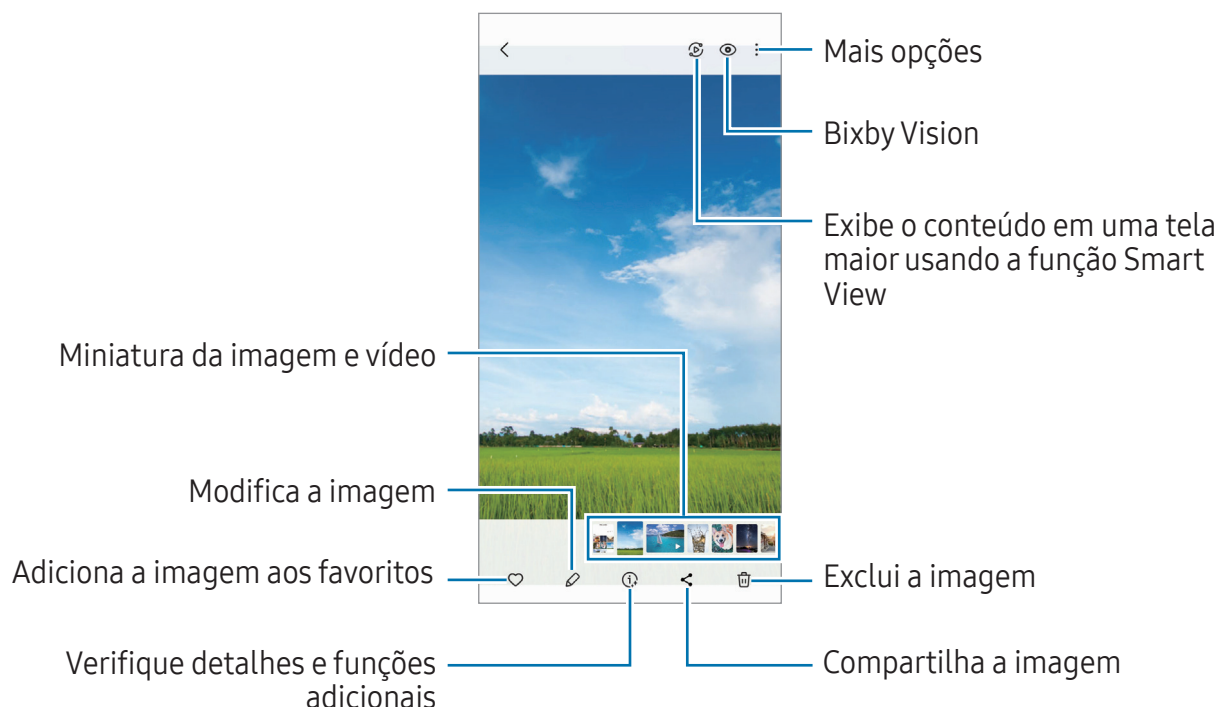 Mais opções
Bixby Vision
Exibe o conteúdo em uma tela
maior usando a função Smart
View
Miniatura da imagem e vídeo
Modifica a imagem
Adiciona a imagem aos favoritos
Exclui a imagem
Verifique detalhes e funções
adicionais
Compartilha a imagem